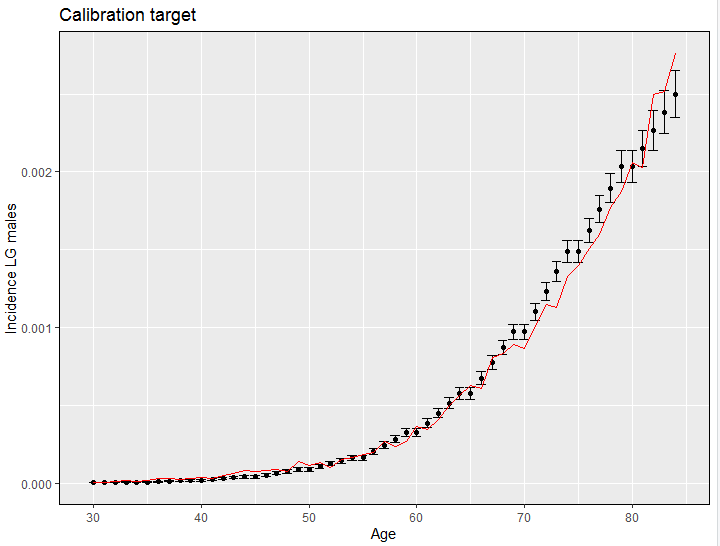 Calibration target
Incidence LG males
0.002
0.001
0.000
30 40 50 60 70 80
Age